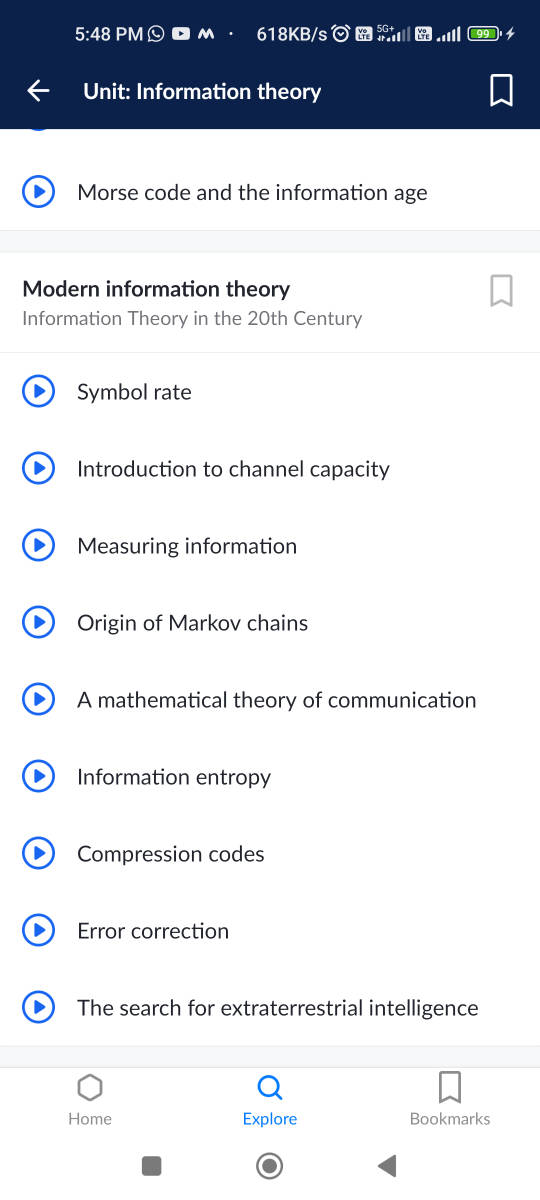 5:48 PM 618KB/s Vo LTE 5G+ Vo LTE 99
Unit: Information theory
Morse code and the information age
Modern information theory
Information Theory in the 20th Century
Symbol rate
Introduction to channel capacity
Measuring information
Origin of Markov chains
A mathematical theory of communication
Information entropy
Compression codes
Error correction
The search for extraterrestrial intelligence
Home Explore Bookmarks